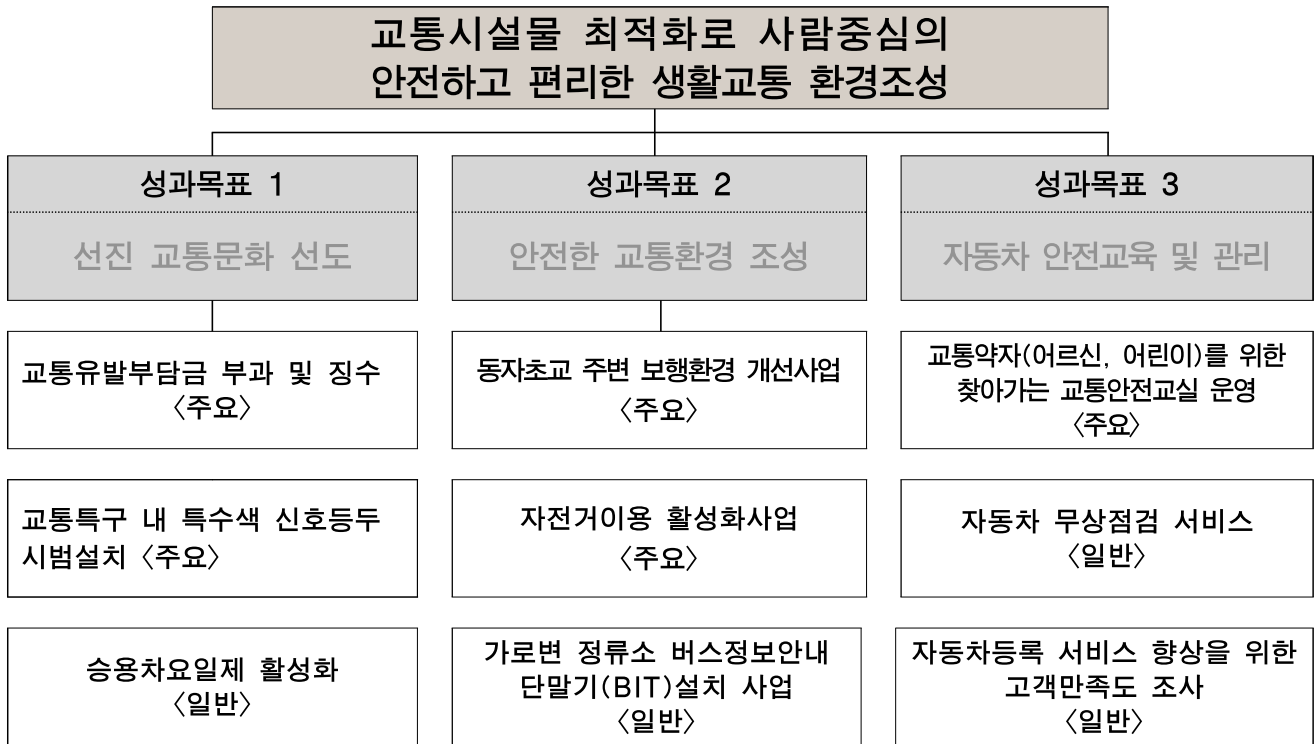 교통시설물 최적화로 사람중심의
안전하고 편리한 생활교통 환경조성
성과목표 1
선진 교통문화 선도
교통유발부담금 부과 및 징수
〈주요〉
교통특구 내 특수색 신호등두
시범설치 〈주요〉
승용차요일제 활성화
〈일반〉
성과목표 2
안전한 교통환경 조성
동자초교 주변 보행환경 개선사업
〈주요〉
자전거이용 활성화사업
〈주요〉
가로변 정류소 버스정보안내
단말기(BIT)설치 사업
〈일반〉
성과목표 3
자동차 안전교육 및 관리
교통약자(어르신, 어린이)를 위한
찾아가는 교통안전교실 운영
〈주요〉
자동차 무상점검 서비스
〈일반〉
자동차등록 서비스 향상을 위한
고객만족도 조사
〈일반〉